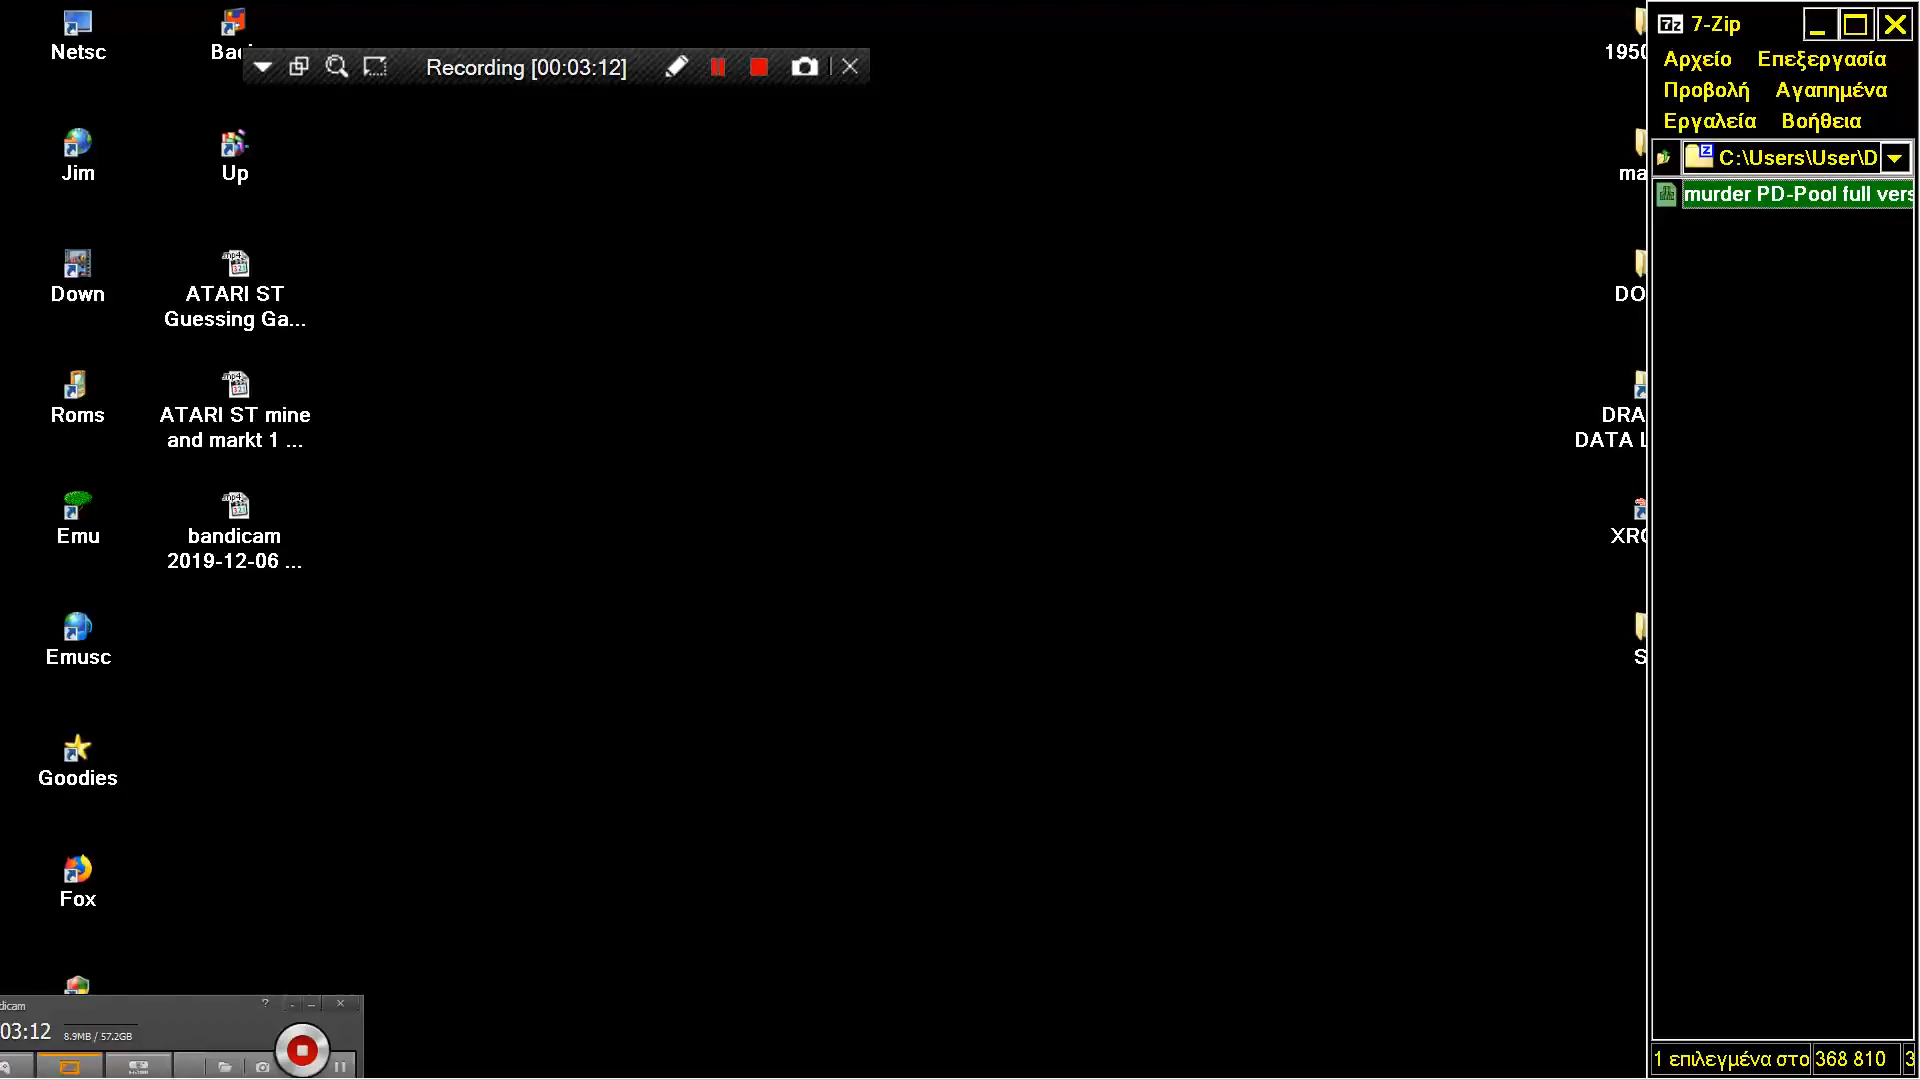 Netsc
Jim
Down
Roms
Emu
Emusc
Goodies
Fox
Up
ATARI ST
Guessing Ga...
ATARI ST mine
and markt 1 ...
bandicam
2019-12-06 ...
Recording [00:03:12]
1950
ma
DO
DRA
DATA L
XRO
S
7-Zip
Αρχείο Επεξεργασία
Προβολή Αγαπημένα
Εργαλεία Βοήθεια
C:\Users\User\D
murder PD-Pool full vers
1 επιλεγμένα στο 368 810 3
dicam
03:12 8.9MB / 57.2GB